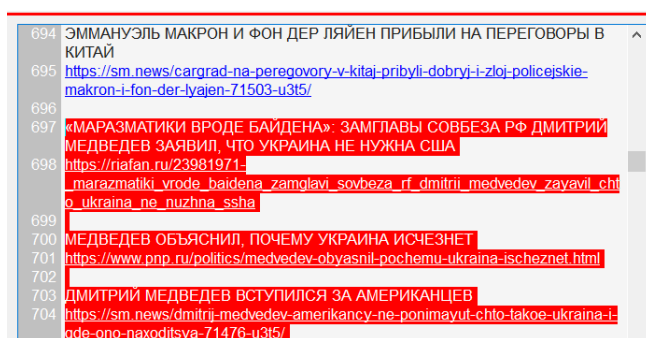 694 ЭММАНУЭЛЬ МАКРОН И ФОН ДЕР ЛЯЙЕН ПРИБЫЛИ НА ПЕРЕГОВОРЫ В
КИТАЙ
695 https://sm.news/cargrad-na-peregovory-v-kitaj-pribyli-dobryj-i-zloj-policejskie-
makron-i-fon-der-lyajen-71503-u3t5/
696
697 «МАРАЗМАТИКИ ВРОДЕ БАЙДЕНА»: ЗАМГЛАВЫ СОВБЕЗА РФ ДМИТРИЙ
МЕДВЕДЕВ ЗАЯВИЛ, ЧТО УКРАИНА НЕ НУЖНА США
698 https://riafan.ru/23981971-
_marazmatiki_vrode_baidena_zamglavi_sovbeza_rf_dmitrii_medvedev_zayavil_cht
o_ukraina_ne_nuzhna_ssha
699
700 МЕДВЕДЕВ ОБЪЯСНИЛ, ПОЧЕМУ УКРАИНА ИСЧЕЗНЕТ
701 https://www.pnp.ru/politics/medvedev-obyasnil-pochemu-ukraina-ischeznet.html
702
703 ДМИТРИЙ МЕДВЕДЕВ ВСТУПИЛСЯ ЗА АМЕРИКАНЦЕВ
704 https://sm.news/dmitrij-medvedev-amerikancy-ne-ponimayut-chto-takoe-ukraina-i-
gde-ono-naxoditsya-71476-u3t5/